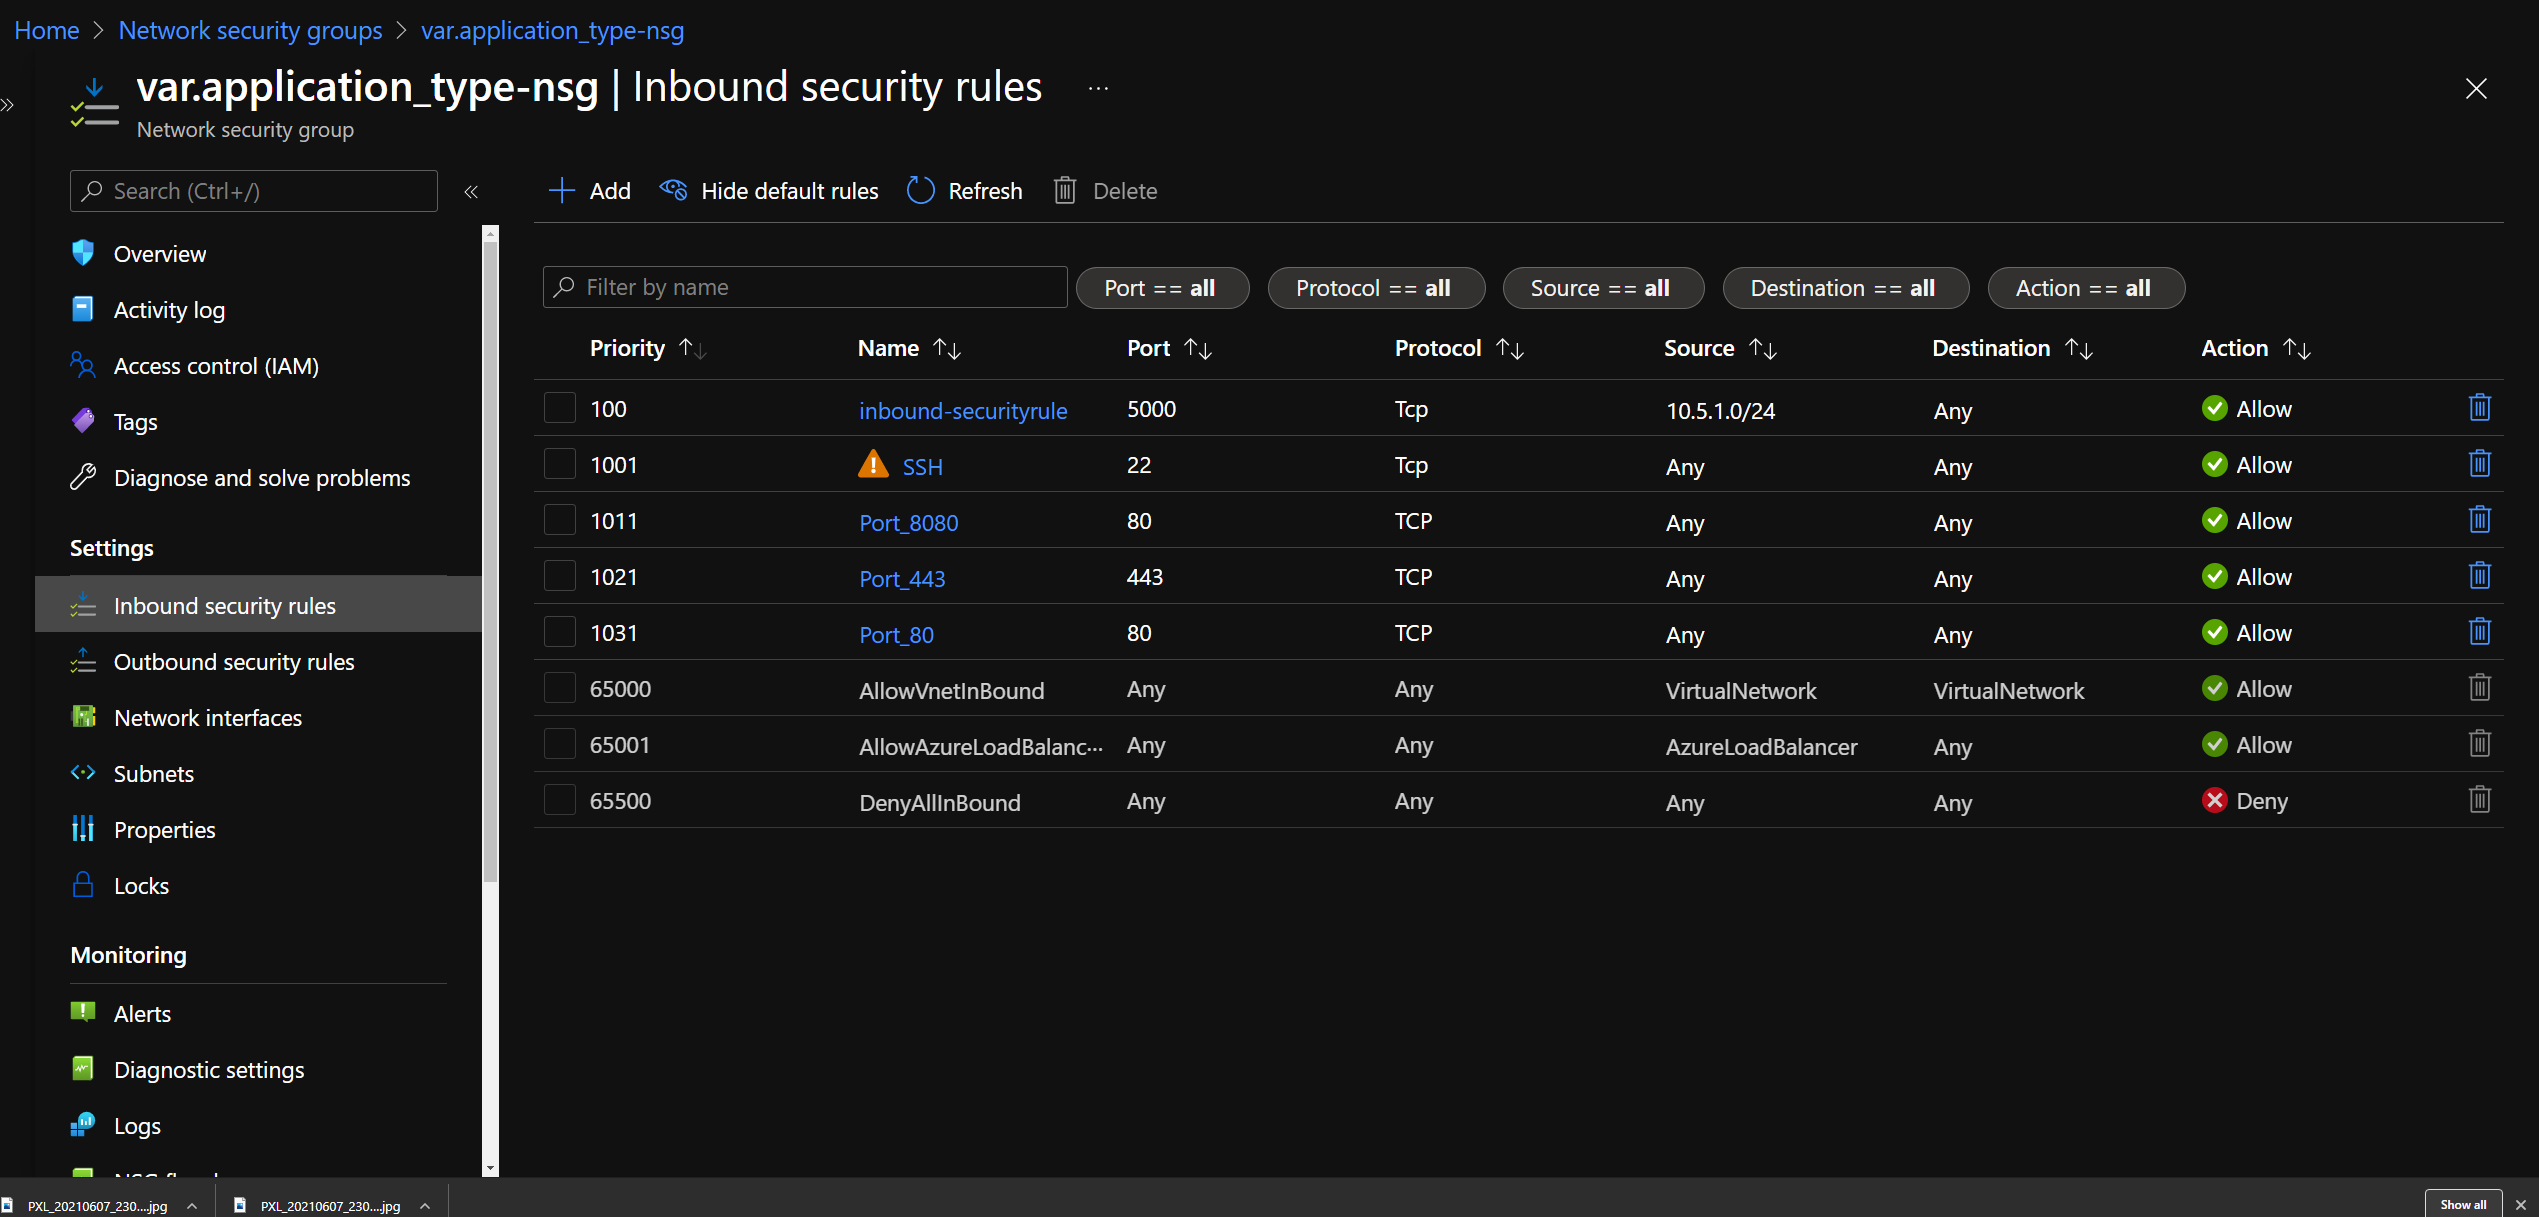 Home > Network security groups > var.application_type-nsg
var.application_type-nsg | Inbound security rules ...
Network security group
Search (Ctrl+/)
Overview
Activity log
Access control (IAM)
Tags
Diagnose and solve problems
Settings
Inbound security rules
Outbound security rules
Network interfaces
Subnets
Properties
Locks
Monitoring
Alerts
Diagnostic settings
Logs
Add Hide default rules Refresh Delete
Filter by name Port == all Protocol == all Source == all Destination == all Action == all
Priority Name Port Protocol Source Destination Action
100 inbound-securityrule 5000 Tcp 10.5.1.0/24 Any Allow
1001 SSH 22 Tcp Any Any Allow
1011 Port_8080 80 TCP Any Any Allow
1021 Port_443 443 TCP Any Any Allow
1031 Port_80 80 TCP Any Any Allow
65000 AllowVnetInBound Any Any VirtualNetwork VirtualNetwork Allow
65001 AllowAzureLoadBalanc... Any Any AzureLoadBalancer Any Allow
65500 DenyAllInBound Any Any Any Any Deny
PXL_20210607_230....jpg PXL_20210607_230....jpg Show all